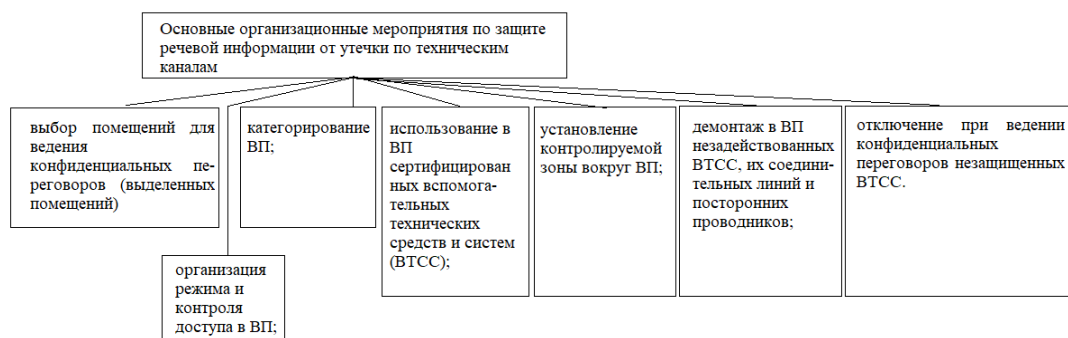 Основные организационные мероприятия по защите
речевой информации от утечки по техническим
каналам
выбор помещений для
ведения
конфиденциальных пе-
реговоров (выделенных
помещений)
организация
режима и
контроля
доступа в ВП;
категорирование
ВП;
использование в
ВП
сертифицирован
ных вспомога-
тельных
технических
средств и систем
(ВТСС);
установление
контролируемой
зоны вокруг ВП;
демонтаж в ВП
незадействованных
ВТСС, их соедини-
тельных линий и
посторонних
проводников;
отключение при ведении
конфиденциальных
переговоров незащищенных
ВТСС.